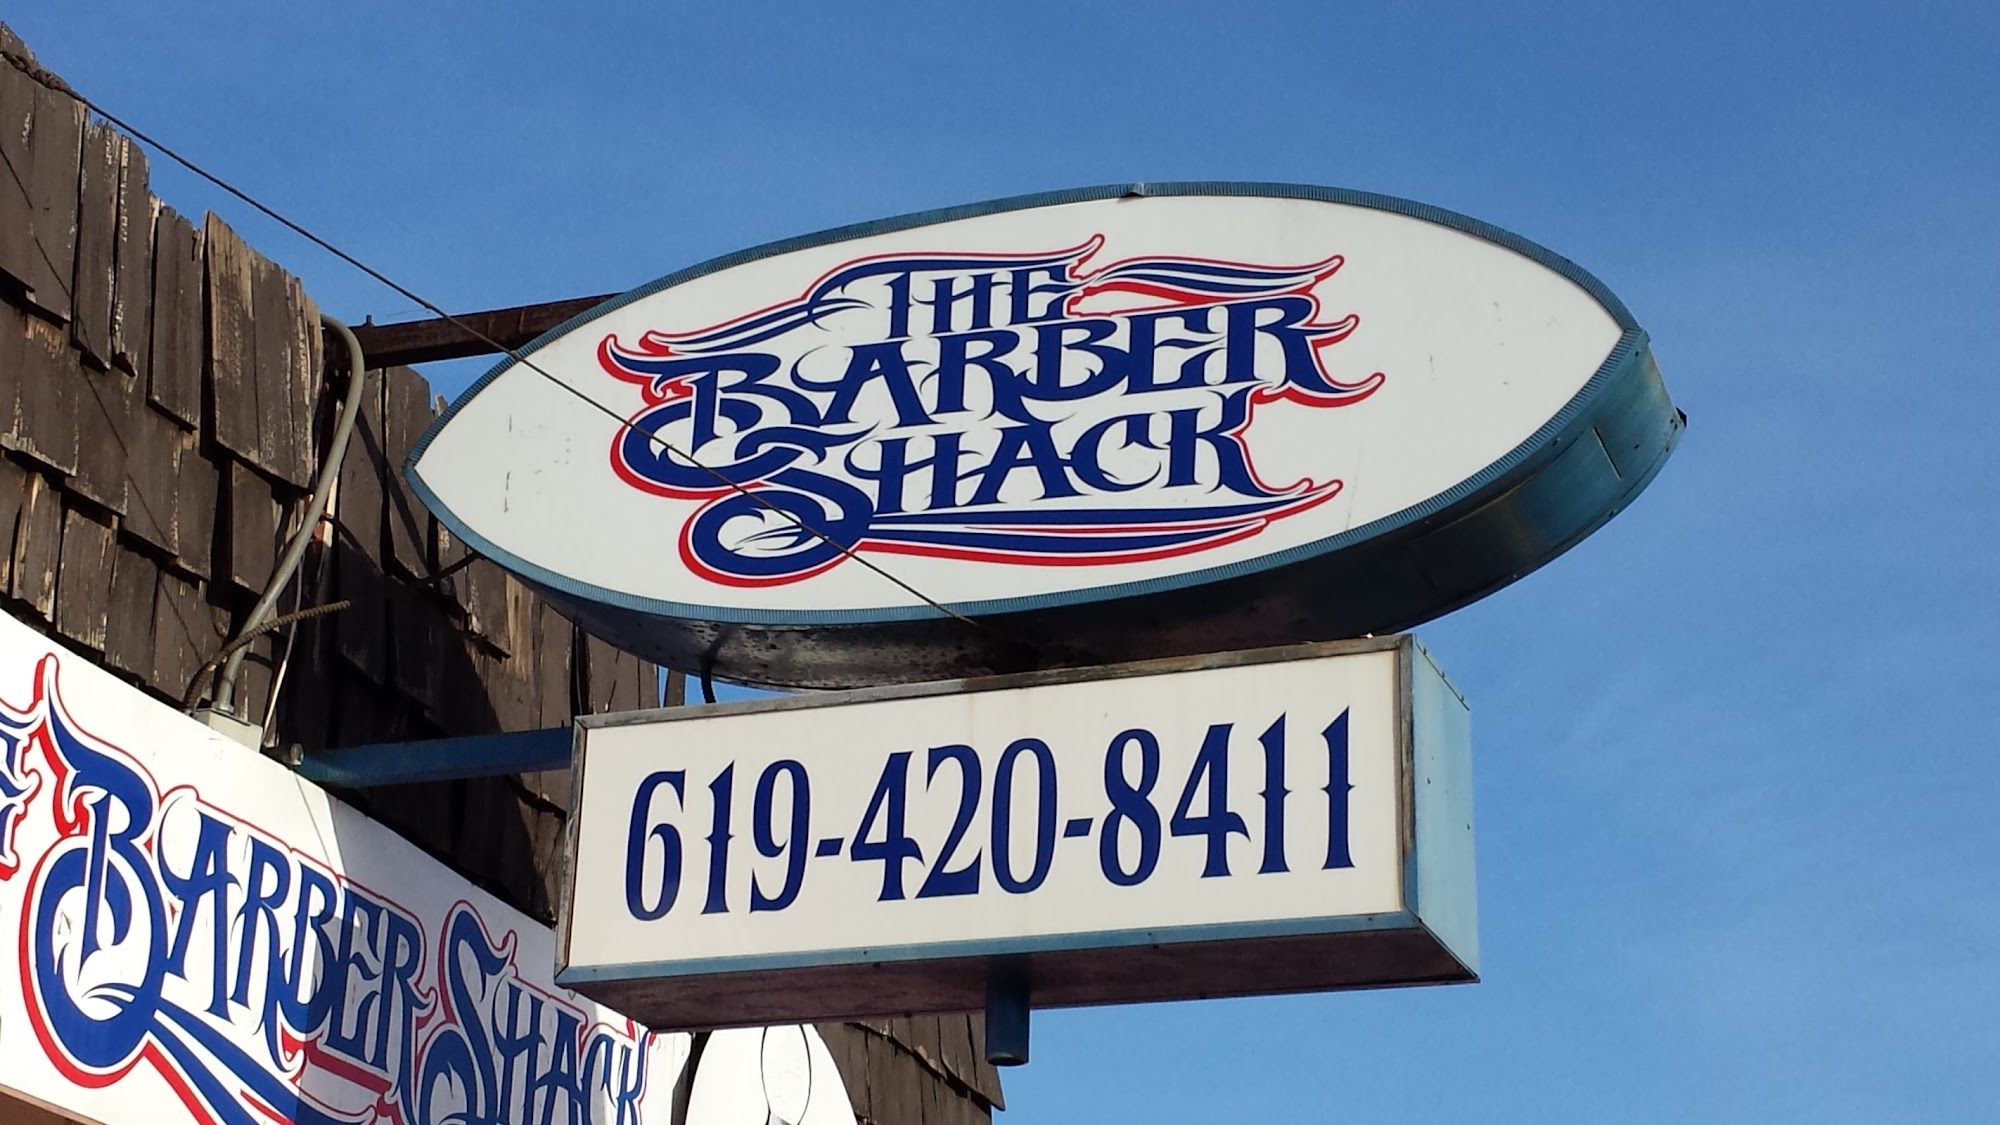 THE
BARBER
SHACK
619-420-8411
BARBER SHACK